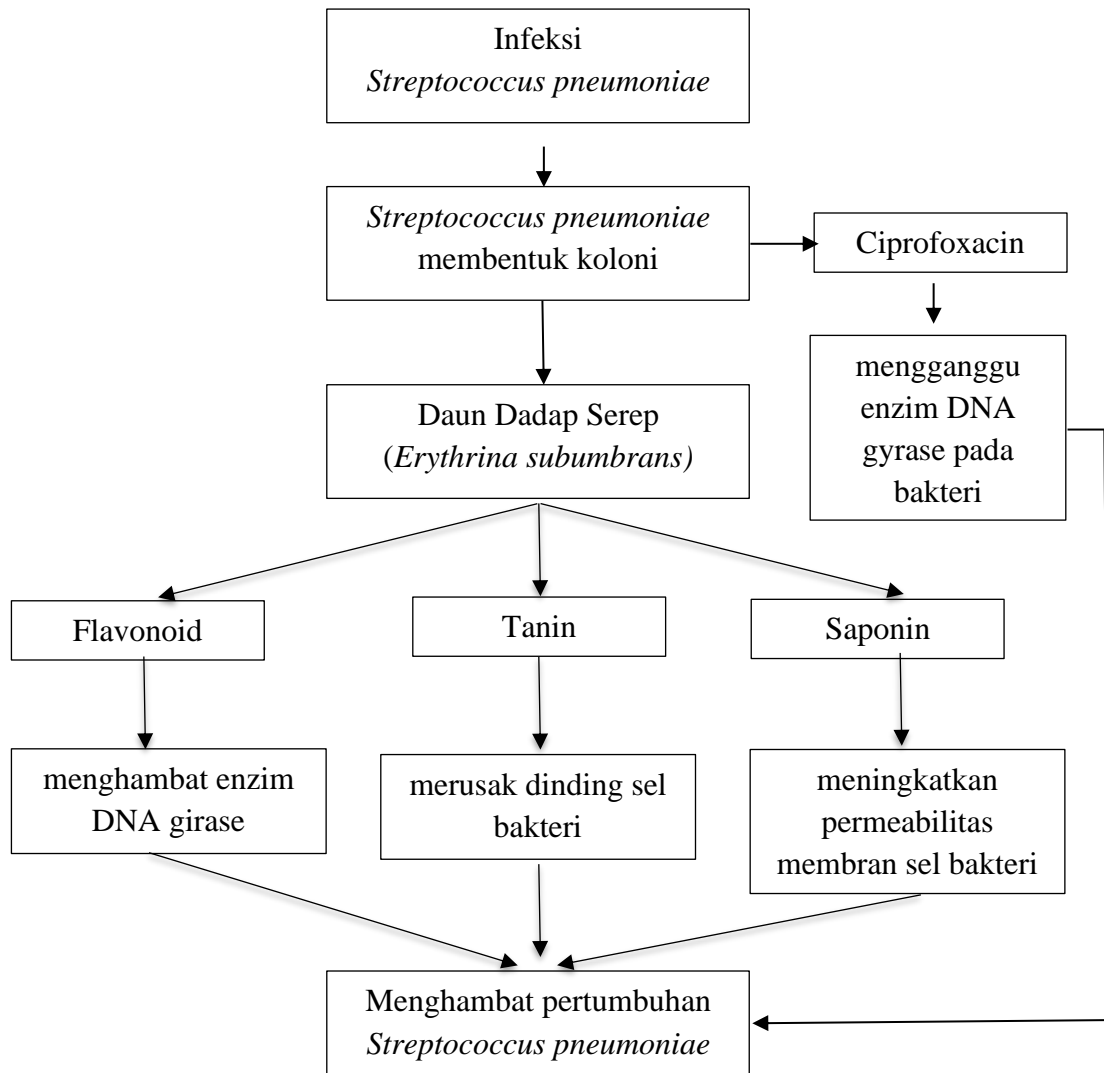 Infeksi
Streptococcus pneumoniae
Streptococcus pneumoniae
membentuk koloni
Ciprofoxacin
mengganggu
enzim DNA
gyrase pada
bakteri
Daun Dadap Serep
(Erythrina subumbrans)
Flavonoid
Tanin
Saponin
menghambat enzim
DNA girase
merusak dinding sel
bakteri
meningkatkan
permeabilitas
membran sel bakteri
Menghambat pertumbuhan
Streptococcus pneumoniae